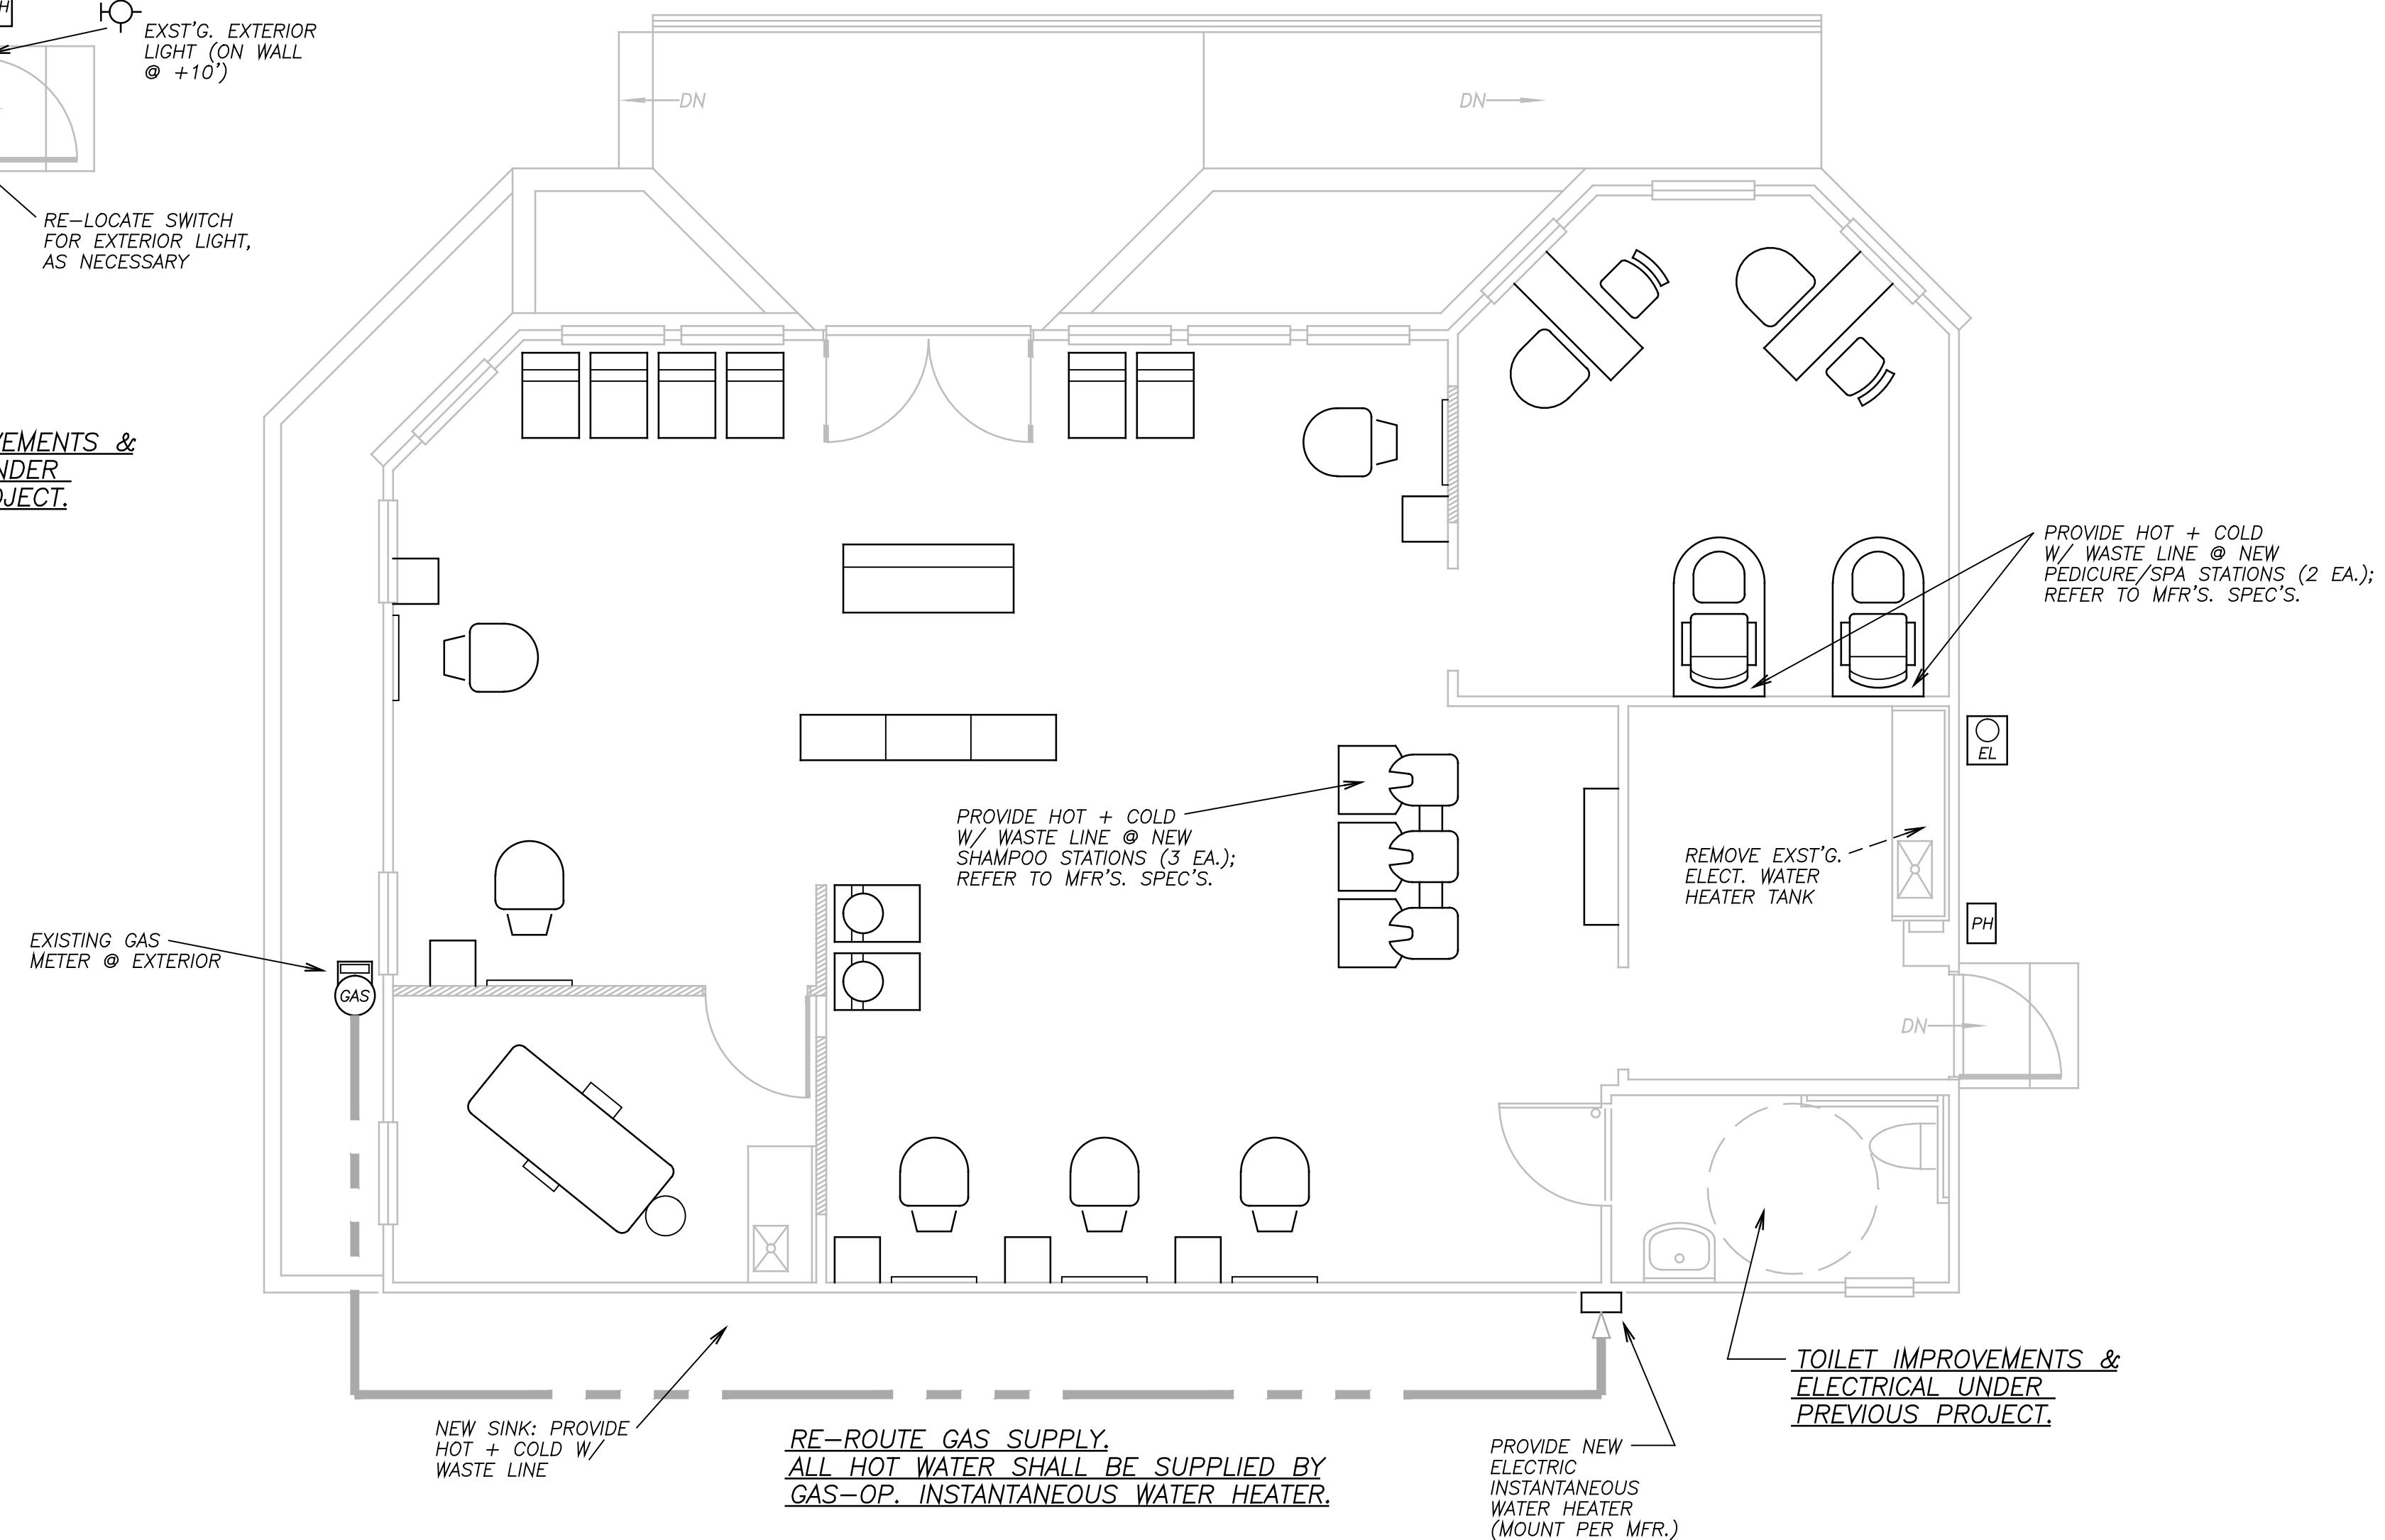 EXST'G. EXTERIOR
LIGHT (ON WALL
@ +10')
RE-LOCATE SWITCH
FOR EXTERIOR LIGHT,
AS NECESSARY
DN
DN
&
PROVIDE HOT + COLD
W/ WASTE LINE @ NEW
PEDICURE/SPA STATIONS (2 EA.);
REFER TO MFR'S. SPEC'S.
EL
PROVIDE HOT + COLD
W/ WASTE LINE @ NEW
SHAMPOO STATIONS (3 EA.);
REFER TO MFR'S. SPEC'S.
REMOVE EXST'G.
ELECT. WATER
HEATER TANK
PH
EXISTING GAS
METER @ EXTERIOR
GAS
DN
TOILET IMPROVEMENTS &
ELECTRICAL UNDER
PREVIOUS PROJECT.
NEW SINK: PROVIDE
HOT + COLD W/
WASTE LINE
RE-ROUTE GAS SUPPLY.
ALL HOT WATER SHALL BE SUPPLIED BY
GAS-OP. INSTANTANEOUS WATER HEATER.
PROVIDE NEW
ELECTRIC
INSTANTANEOUS
WATER HEATER
(MOUNT PER MFR.)